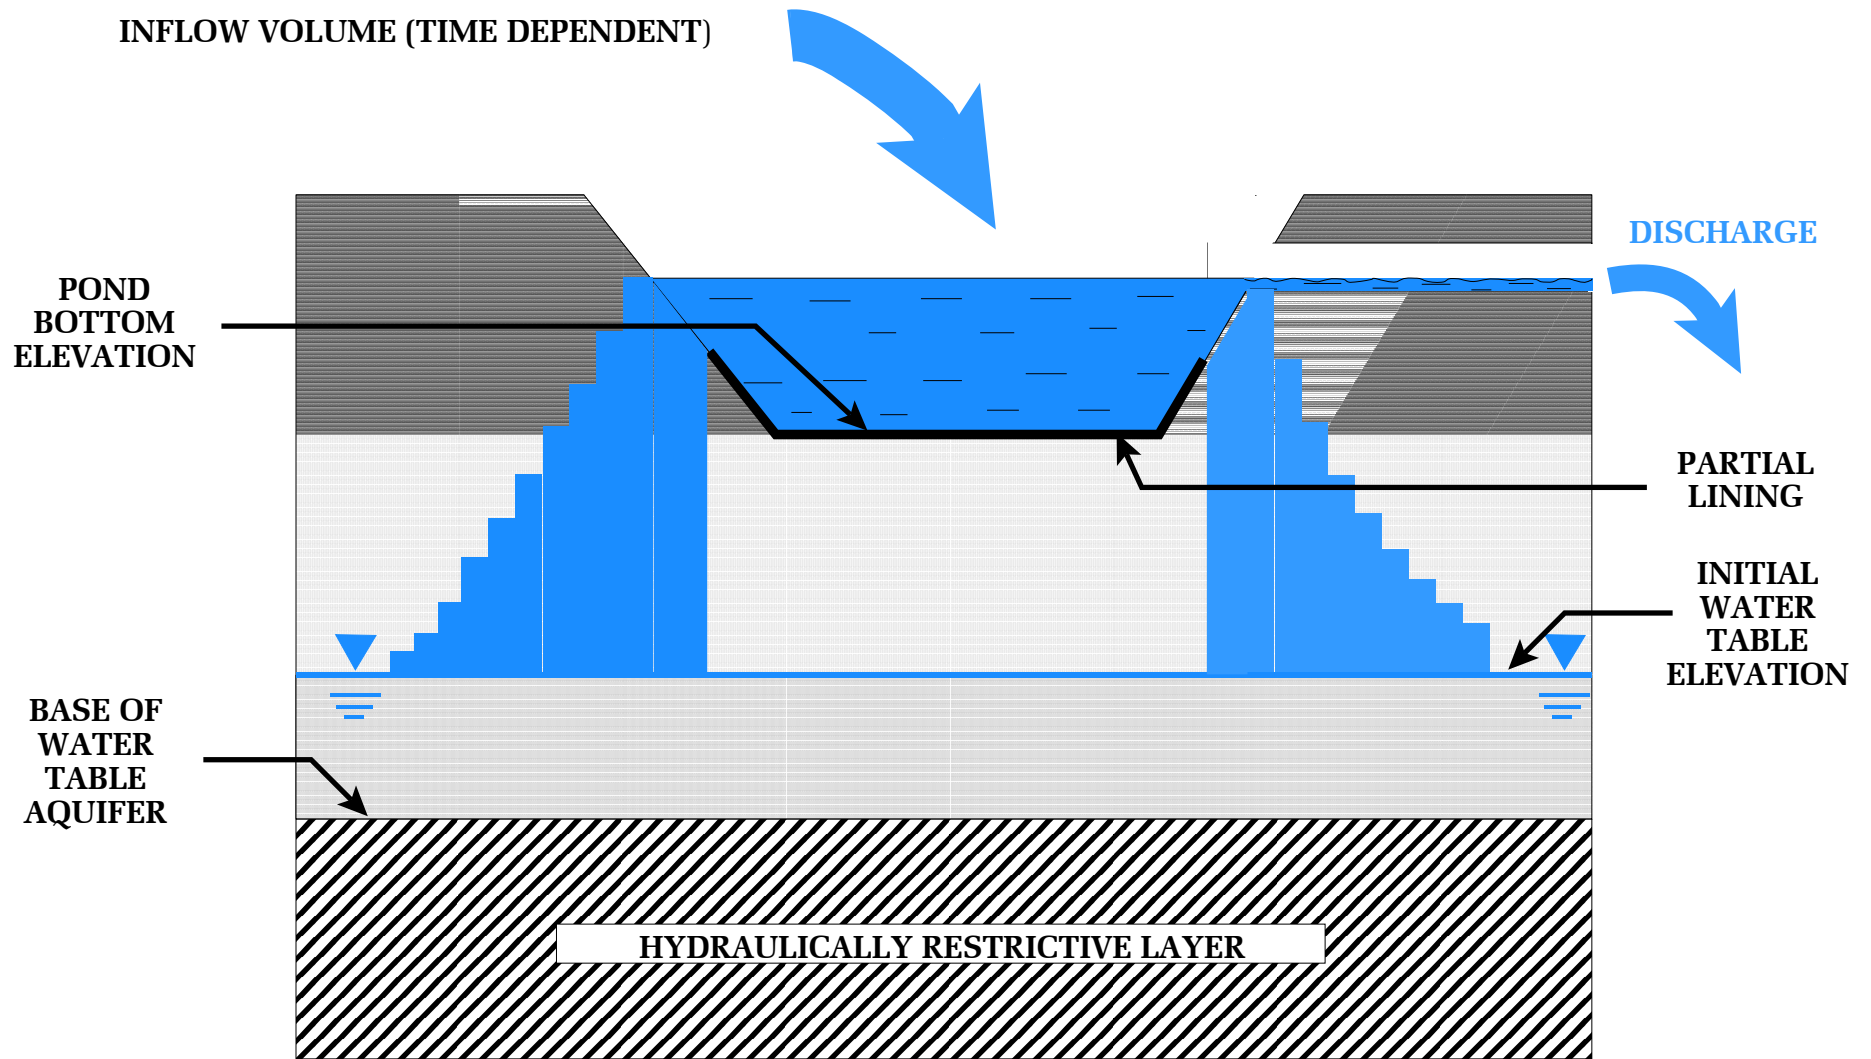 INFLOW VOLUME (TIME DEPENDENT)
DISCHARGE
POND
BOTTOM
ELEVATION
PARTIAL
LINING
INITIAL
WATER
TABLE
ELEVATION
BASE OF
WATER
TABLE
AQUIFER
HYDRAULICALLY RESTRICTIVE LAYER